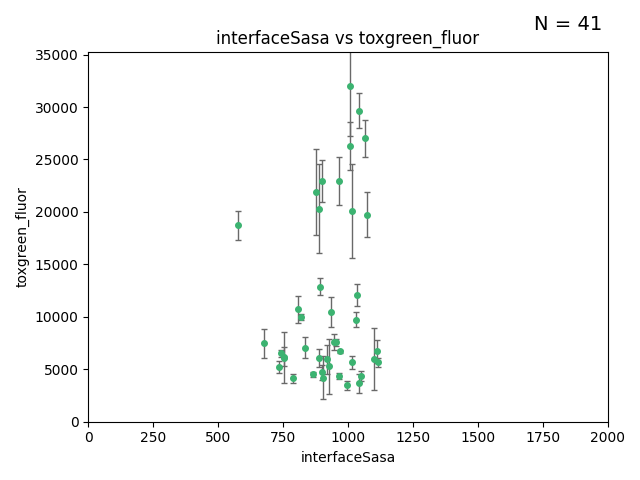 N = 41
interfaceSasa vs toxgreen_fluor
35000
30000
25000
20000
15000
10000
5000
0
toxgreen_fluor
0 250 500 750 1000 1250 1500 1750 2000
interfaceSasa